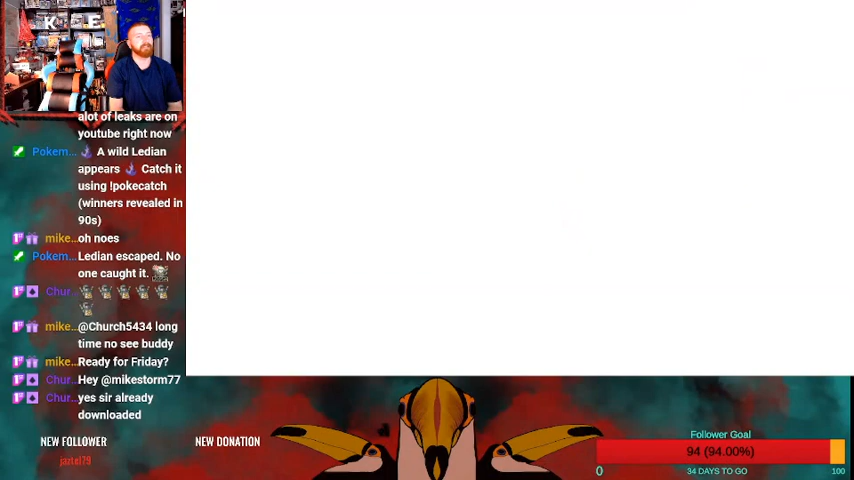 K E
alot of leaks are on
youtube right now
Pokem... A wild Ledian
appears Catch it
using !pokecatch
(winners revealed in
90s)
mike... oh noes
Pokem... Ledian escaped. No
one caught it.
Chur...
mike... @Church5434 long
time no see buddy
mike... Ready for Friday?
Chur... Hey @mikestorm77
Chur... yes sir already
downloaded
NEW FOLLOWER
jaztel79
NEW DONATION
Follower Goal
94 (94.00%)
0 100
34 DAYS TO GO